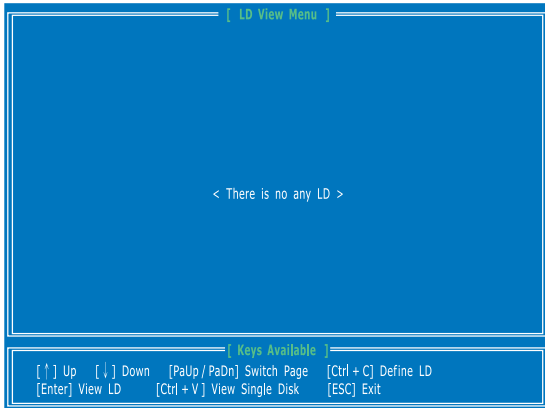 [ LD View Menu ]
< There is no any LD >
[ Keys Available ]
[↑] Up [↓] Down [PaUp/PaDn] Switch Page [Ctrl+C] Define LD
[Enter] View LD [Ctrl+V] View Single Disk [ESC] Exit